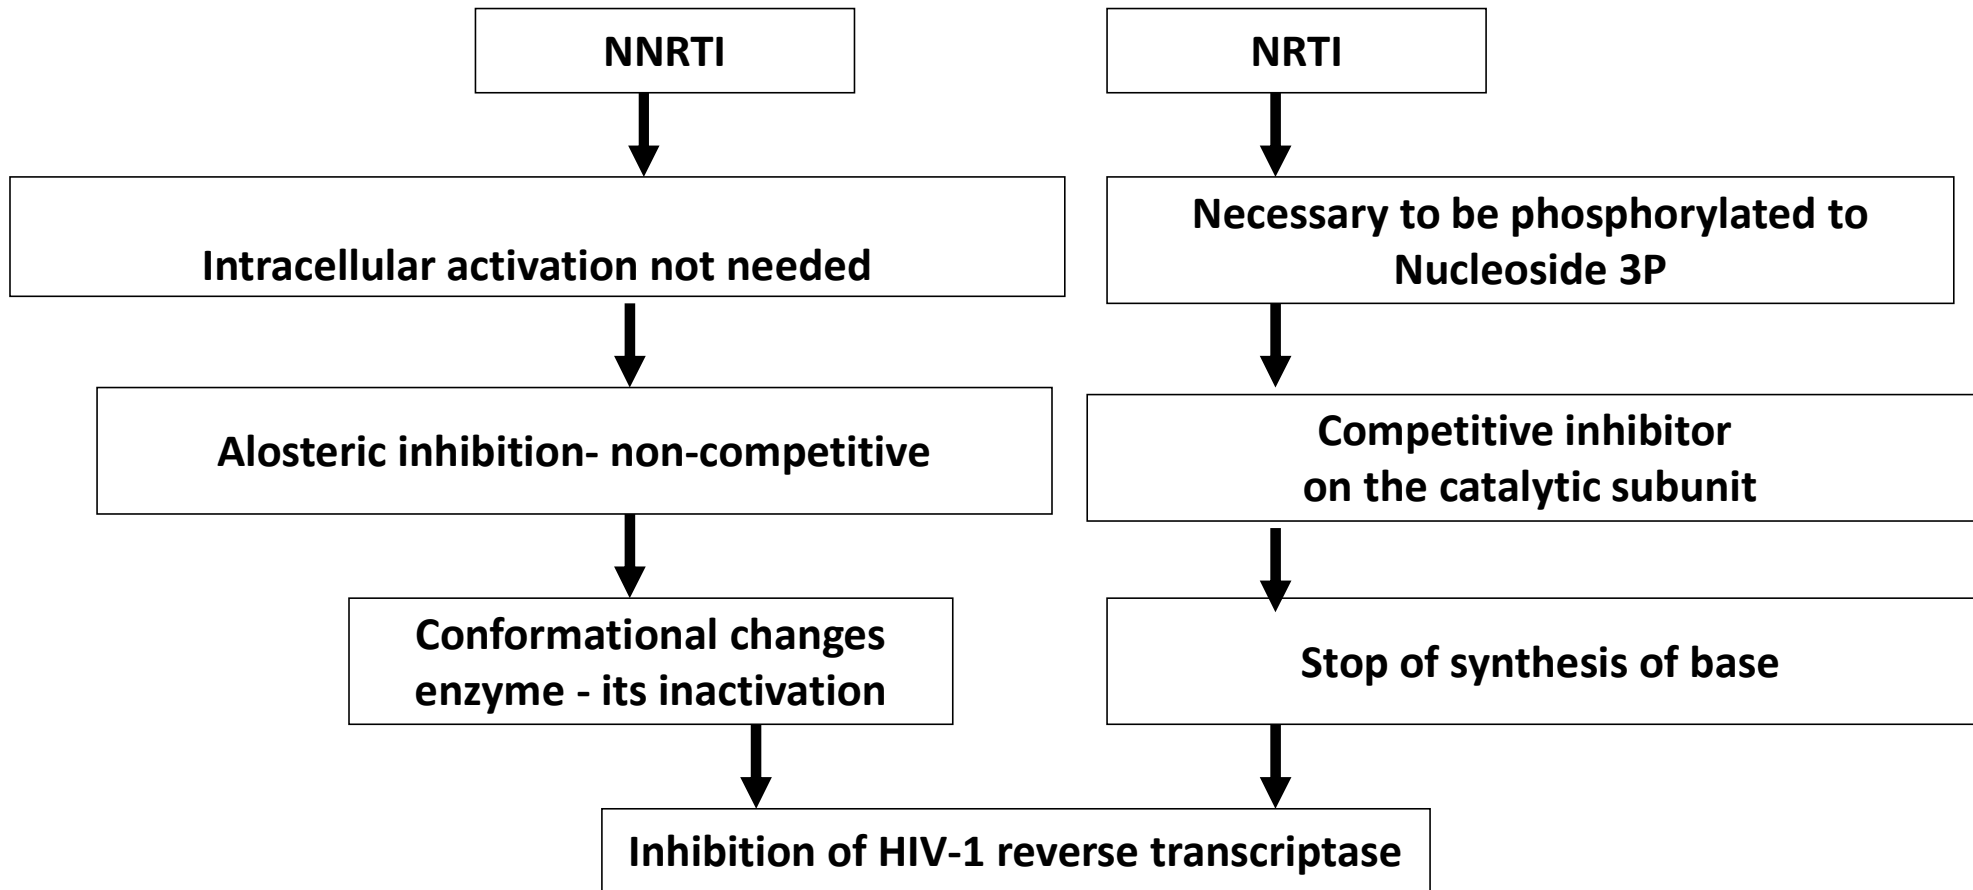 NNRTI
NRTI
Intracellular activation not needed
Necessary to be phosphorylated to
Nucleoside 3P
Alosteric inhibition- non-competitive
Competitive inhibitor
on the catalytic subunit
Conformational changes
enzyme - its inactivation
Stop of synthesis of base
Inhibition of HIV-1 reverse transcriptase